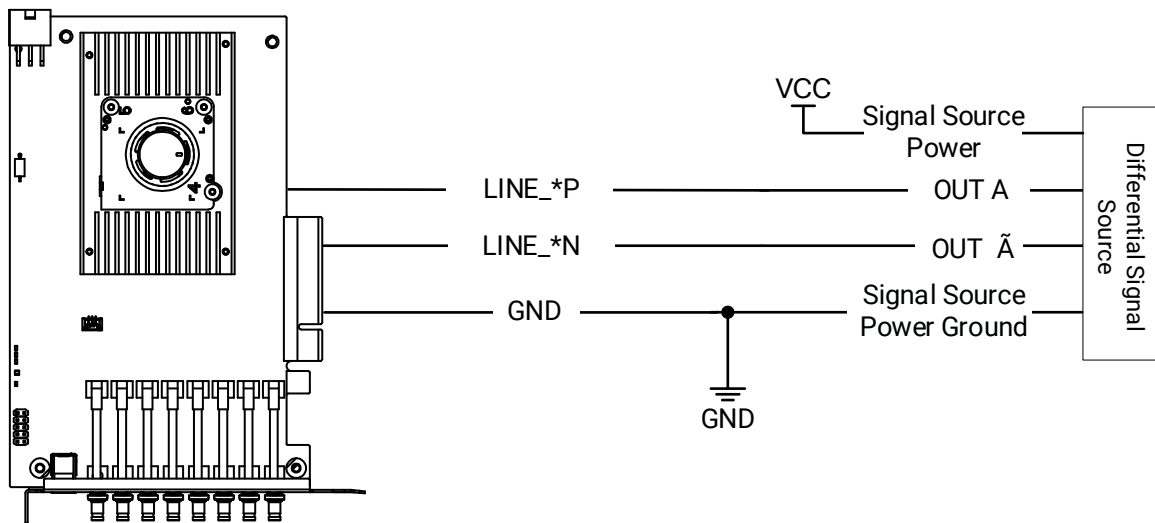 VCC
Signal Source
Power
LINE_*P
OUT A
LINE_*N
OUT Ã
GND
Signal Source
Power Ground
GND
Differential Signal
Source